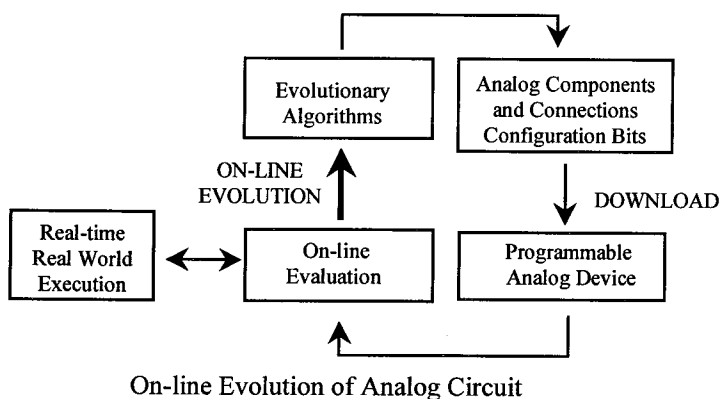 Evolutionary
Algorithms
Analog Components
and Connections
Configuration Bits
ON-LINE
EVOLUTION
DOWNLOAD
Real-time
Real World
Execution
On-line
Evaluation
Programmable
Analog Device
On-line Evolution of Analog Circuit